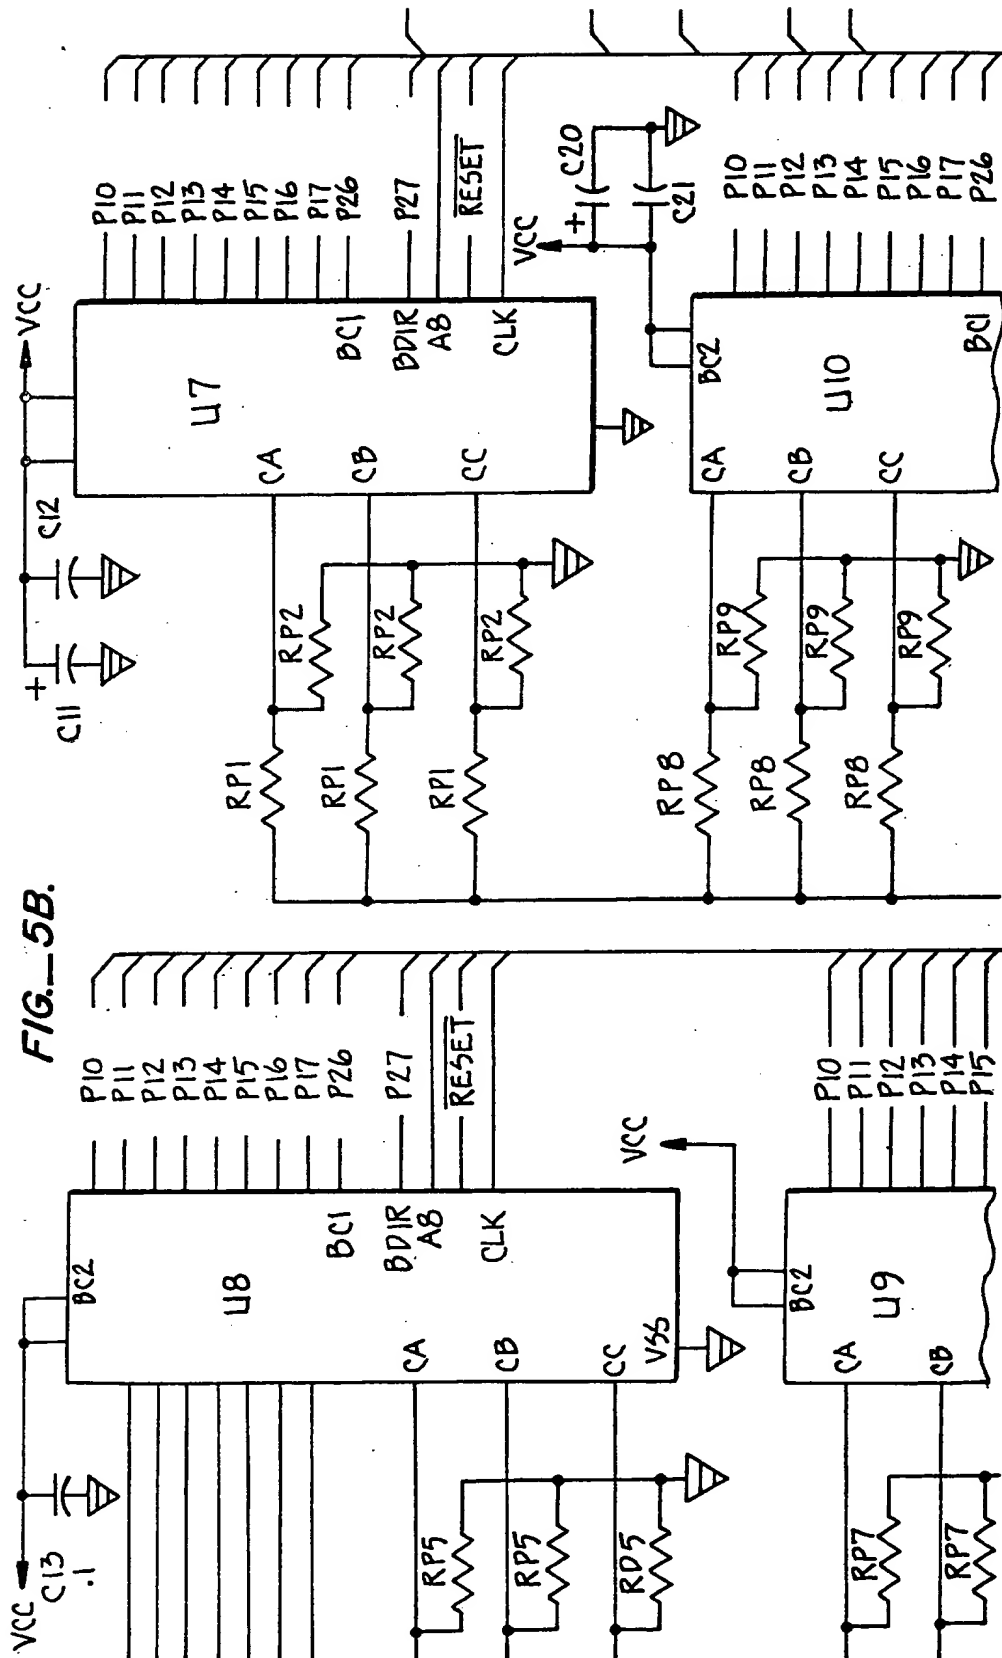 FIG._5B.
VCC
C11
+
C12
U7
P10
P11
P12
P13
P14
P15
P16
P17
P26
P27
RESET
BC1
BDIR
A8
CLK
CA
CB
CC
RP2
RP2
RP2
RP1
RP1
RP1
VCC
+
C20
C21
U10
BC2
P10
P11
P12
P13
P14
P15
P16
P17
P26
BC1
CA
CB
CC
RP9
RP9
RP9
RP8
RP8
RP8
VCC
C13
.1
U8
BC2
P10
P11
P12
P13
P14
P15
P16
P17
P26
P27
RESET
BC1
BDIR
A8
CLK
CA
CB
CC
VSS
RP5
RP5
RD5
VCC
U9
BC2
P10
P11
P12
P13
P14
P15
CA
CB
RP7
RP7